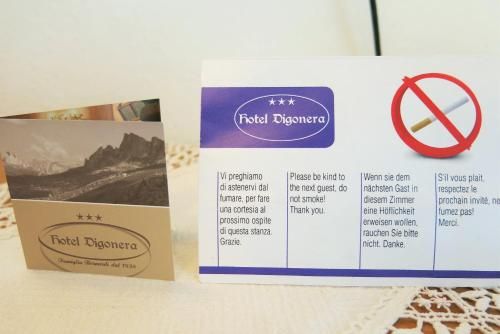 ★★★
Hotel Digonera
Famiglia Bernardi dal 1936
★★★
Hotel Digonera
Vi preghiamo
di astenervi dal
fumare, per fare
una cortesia al
prossimo ospite
di questa stanza.
Grazie.
Please be kind to
the next guest, do
not smoke!
Thank you.
Wenn sie dem
nächsten Gast in
diesem Zimmer
eine Höflichkeit
erweisen wollen,
rauchen Sie bitte
nicht. Danke.
S'il vous plait,
respectez le
prochain invité, ne
fumez pas!
Merci.